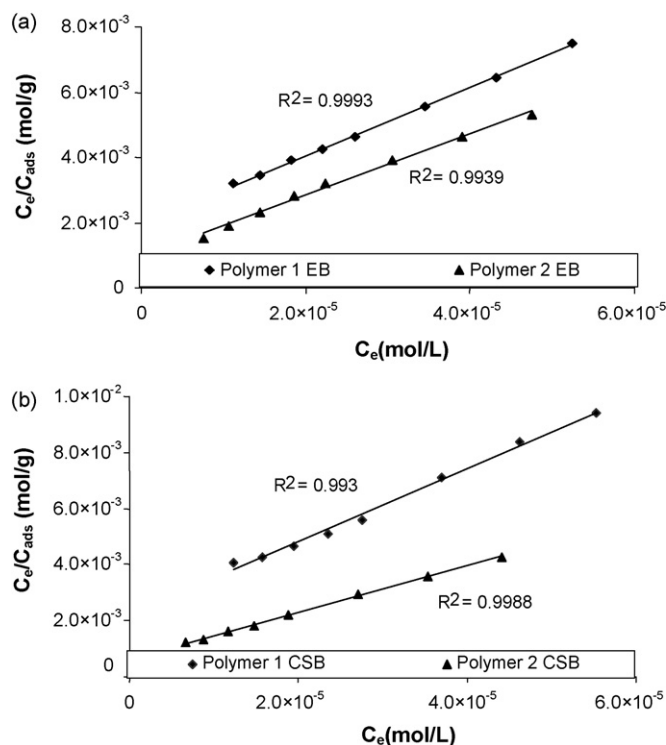 (a)
8.0×10⁻³
6.0×10⁻³
4.0×10⁻³
2.0×10⁻³
0
Cₑ/Cₐdₛ (mol/g)
R²= 0.9993
R²= 0.9939
Polymer 1 EB
Polymer 2 EB
0
2.0×10⁻⁵
4.0×10⁻⁵
6.0×10⁻⁵
Cₑ(mol/L)
(b)
1.0×10⁻²
8.0×10⁻³
6.0×10⁻³
4.0×10⁻³
2.0×10⁻³
0
Cₑ/Cₐdₛ (mol/g)
R²= 0.993
R²= 0.9988
Polymer 1 CSB
Polymer 2 CSB
0
2.0×10⁻⁵
4.0×10⁻⁵
6.0×10⁻⁵
Cₑ(mol/L)